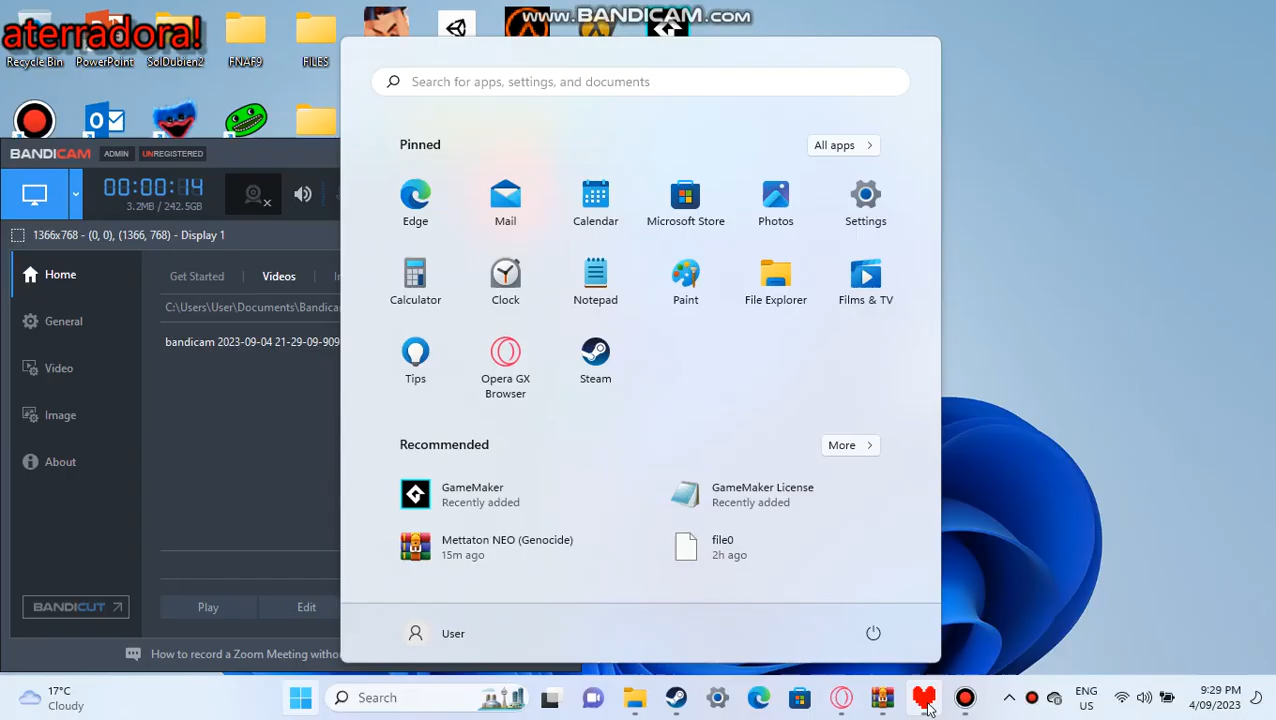 www.BANDICAM.com
aterradora!
Recycle Bin
PowerPoint
SolDubien2
FNAF9
FILES
BANDICAM ADMIN UNREGISTERED
00:00:14
3.2MB / 242.5GB
1366x768 - (0, 0), (1366, 768) - Display 1
Home
General
Video
Image
About
Get Started
Videos
C:\Users\User\Documents\Bandica
bandicam 2023-09-04 21-29-09-909
BANDICUT
Play
Edit
How to record a Zoom Meeting witho
Search for apps, settings, and documents
Pinned
All apps
Edge
Mail
Calendar
Microsoft Store
Photos
Settings
Calculator
Clock
Notepad
Paint
File Explorer
Films & TV
Tips
Opera GX
Browser
Steam
Recommended
More
GameMaker
Recently added
GameMaker License
Recently added
Mettaton NEO (Genocide)
15m ago
file0
2h ago
User
17°C
Cloudy
Search
ENG
US
9:29 PM
4/09/2023